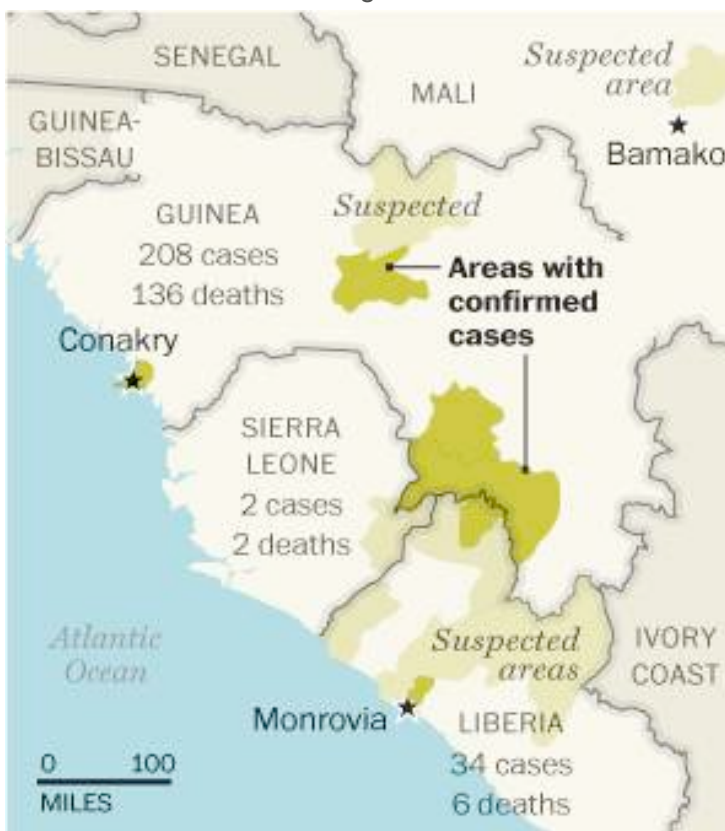 SENEGAL
Suspected
area
MALI
GUINEA-
BISSAU
Bamako
GUINEA
208 cases
136 deaths
Suspected
Areas with
confirmed
cases
Conakry
SIERRA
LEONE
2 cases
2 deaths
Atlantic
Ocean
Suspected
areas
IVORY
COAST
Monrovia
LIBERIA
34 cases
6 deaths
0 100
MILES